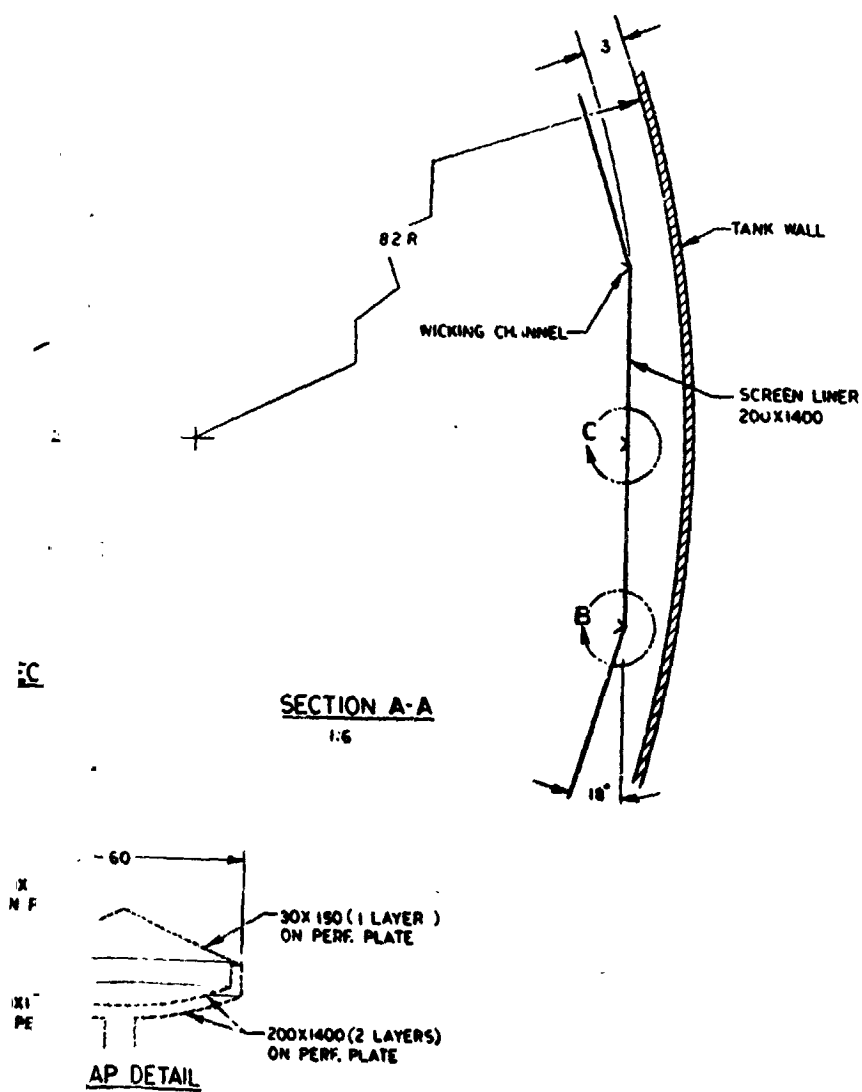 3
82 R
TANK WALL
WICKING CHANNEL
SCREEN LINER
200X1400
C
B
SECTION A-A
1:6
18°
60
30X150 (1 LAYER)
ON PERF. PLATE
200X1400 (2 LAYERS)
ON PERF. PLATE
AP DETAIL